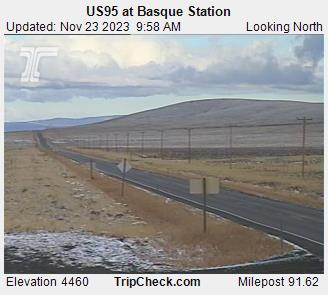 US95 at Basque Station
Updated: Nov 23 2023 9:58 AM Looking North
Elevation 4460 TripCheck.com Milepost 91.62